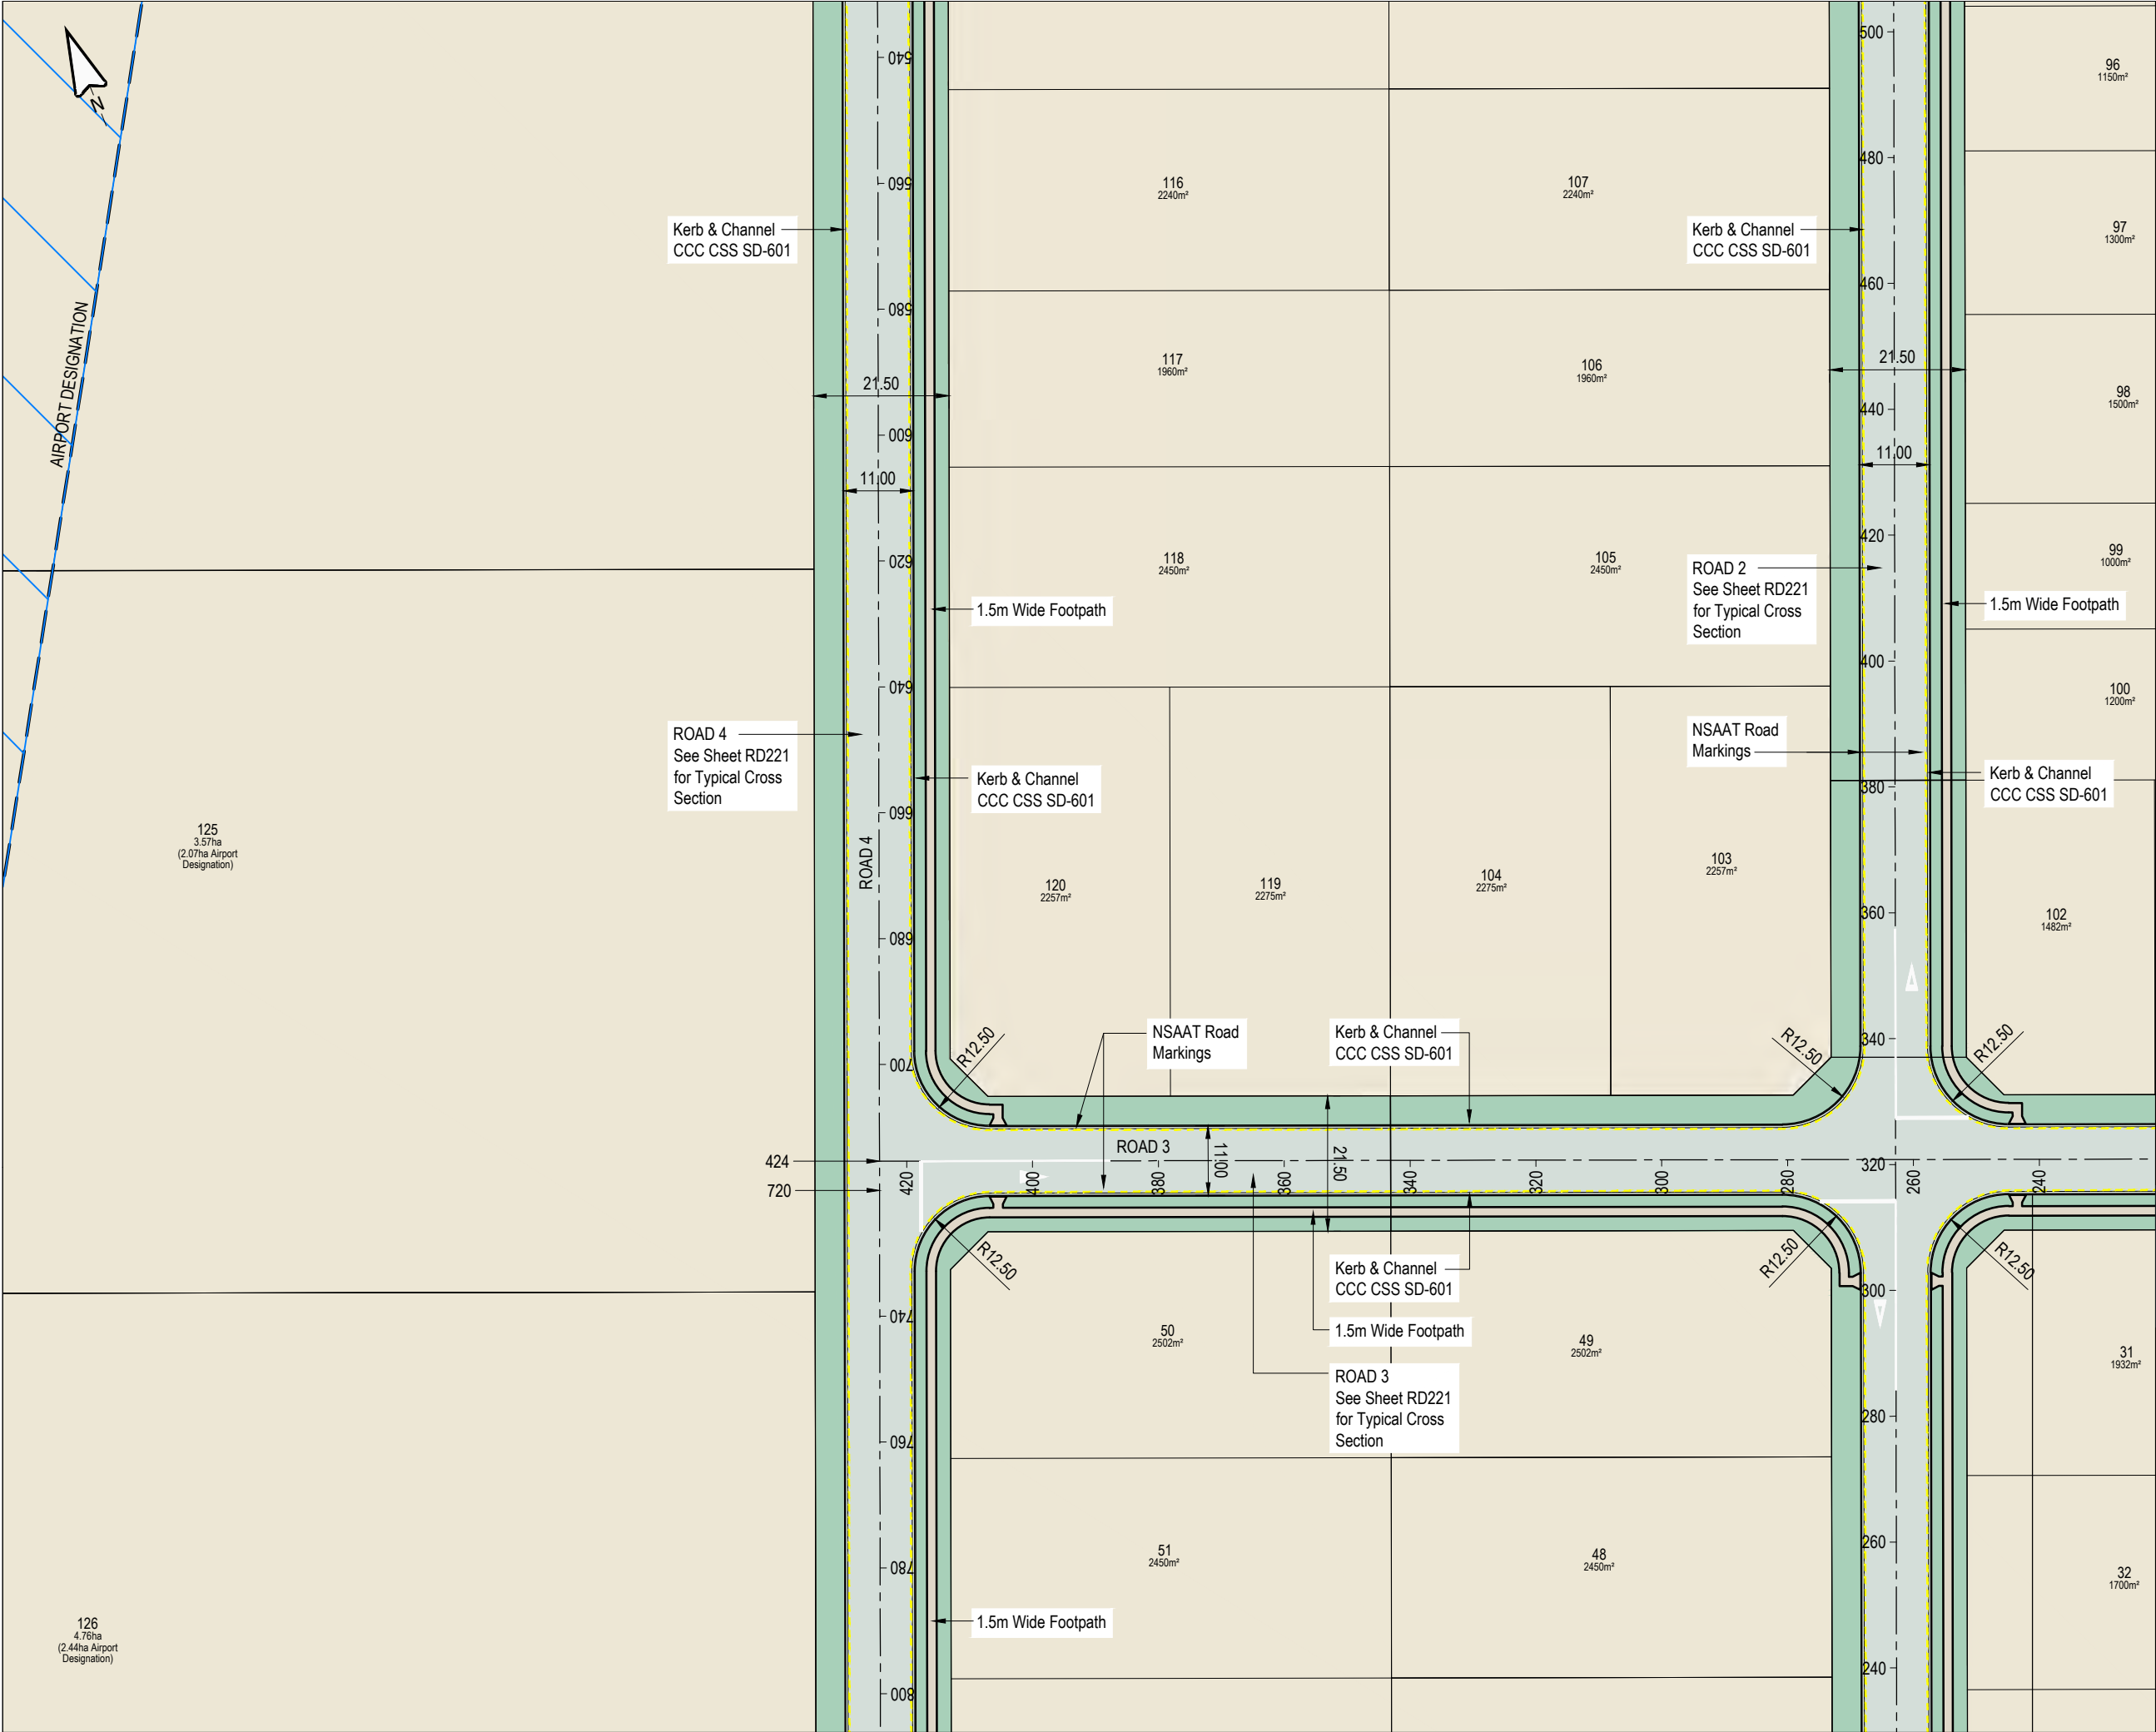 N
AIRPORT DESIGNATION
125
3.57ha
(2.07ha Airport
Designation)
126
4.76ha
(2.44ha Airport
Designation)
Kerb & Channel
CCC CSS SD-601
21.50
11.00
ROAD 4
See Sheet RD221
for Typical Cross
Section
ROAD 4
424
720
540
560
580
600
620
640
660
680
700
740
760
780
800
1.5m Wide Footpath
Kerb & Channel
CCC CSS SD-601
R12.50
R12.50
1.5m Wide Footpath
116
2240m²
107
2240m²
117
1960m²
106
1960m²
118
2450m²
105
2450m²
120
2257m²
119
2275m²
104
2275m²
103
2257m²
NSAAT Road
Markings
Kerb & Channel
CCC CSS SD-601
ROAD 3
11.00
21.50
420
400
380
360
340
320
300
280
260
240
Kerb & Channel
CCC CSS SD-601
1.5m Wide Footpath
ROAD 3
See Sheet RD221
for Typical Cross
Section
50
2502m²
49
2502m²
51
2450m²
48
2450m²
Kerb & Channel
CCC CSS SD-601
21.50
11.00
ROAD 2
See Sheet RD221
for Typical Cross
Section
NSAAT Road
Markings
R12.50
R12.50
R12.50
R12.50
500
480
460
440
420
400
380
360
340
320
300
280
260
240
1.5m Wide Footpath
Kerb & Channel
CCC CSS SD-601
96
1150m²
97
1300m²
98
1500m²
99
1000m²
100
1200m²
102
1482m²
31
1932m²
32
1700m²